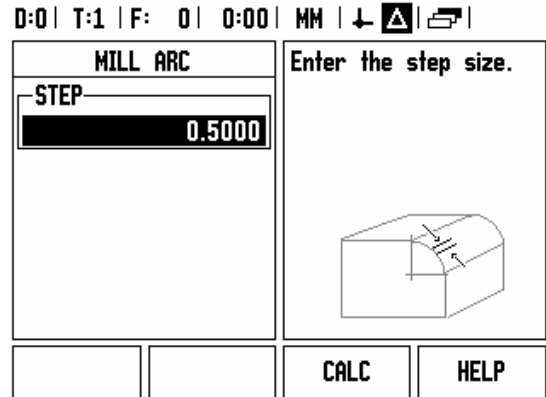 D:0 | T:1 | F: 0 | 0:00 | MM |
MILL ARC
STEP
0.5000
Enter the step size.
CALC
HELP